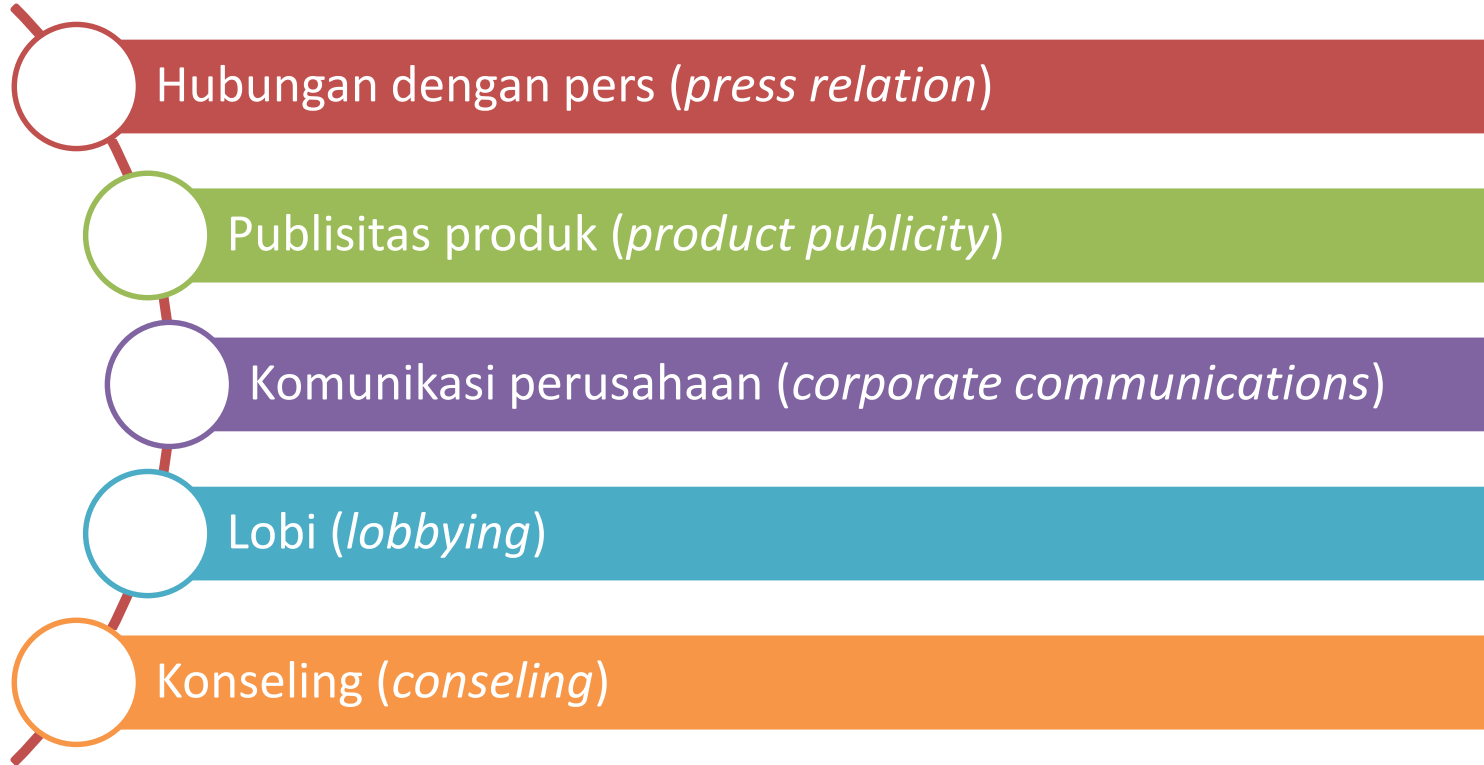 Hubungan dengan pers (press relation)
Publisitas produk (product publicity)
Komunikasi perusahaan (corporate communications)
Lobi (lobbying)
Konseling (conseling)